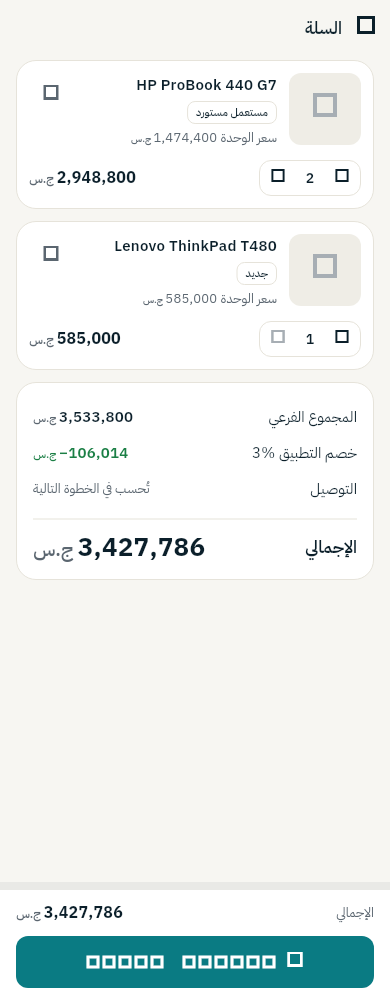 السلة
HP ProBook 440 G7
مستعمل مستورد
سعر الوحدة 1,474,400 ج.س
2
2,948,800 ج.س
Lenovo ThinkPad T480
جديد
سعر الوحدة 585,000 ج.س
1
585,000 ج.س
المجموع الفرعي 3,533,800 ج.س
خصم التطبيق 3% −106,014 ج.س
التوصيل تُحسب في الخطوة التالية
الإجمالي 3,427,786 ج.س
الإجمالي 3,427,786 ج.س